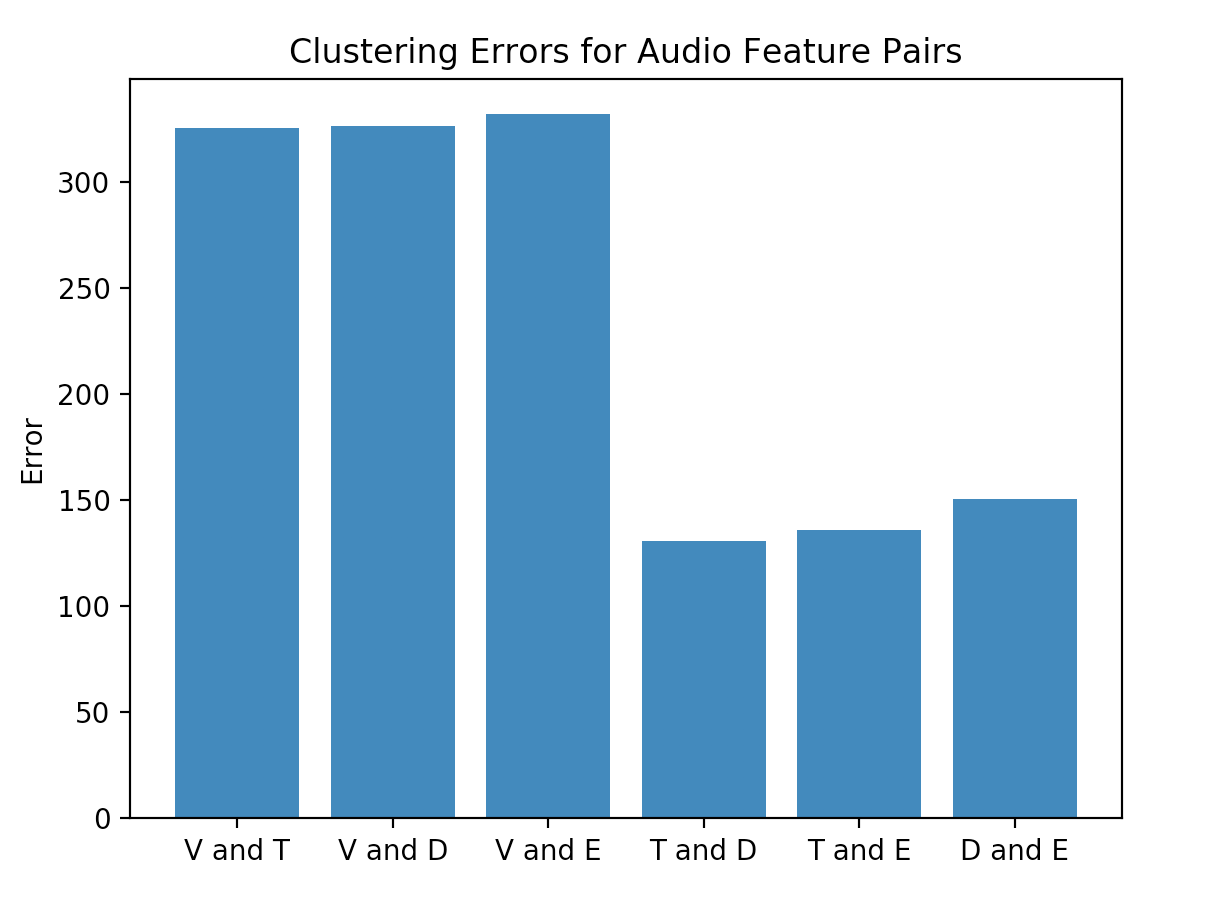 Clustering Errors for Audio Feature Pairs
Error
300
250
200
150
100
50
0
V and T
V and D
V and E
T and D
T and E
D and E